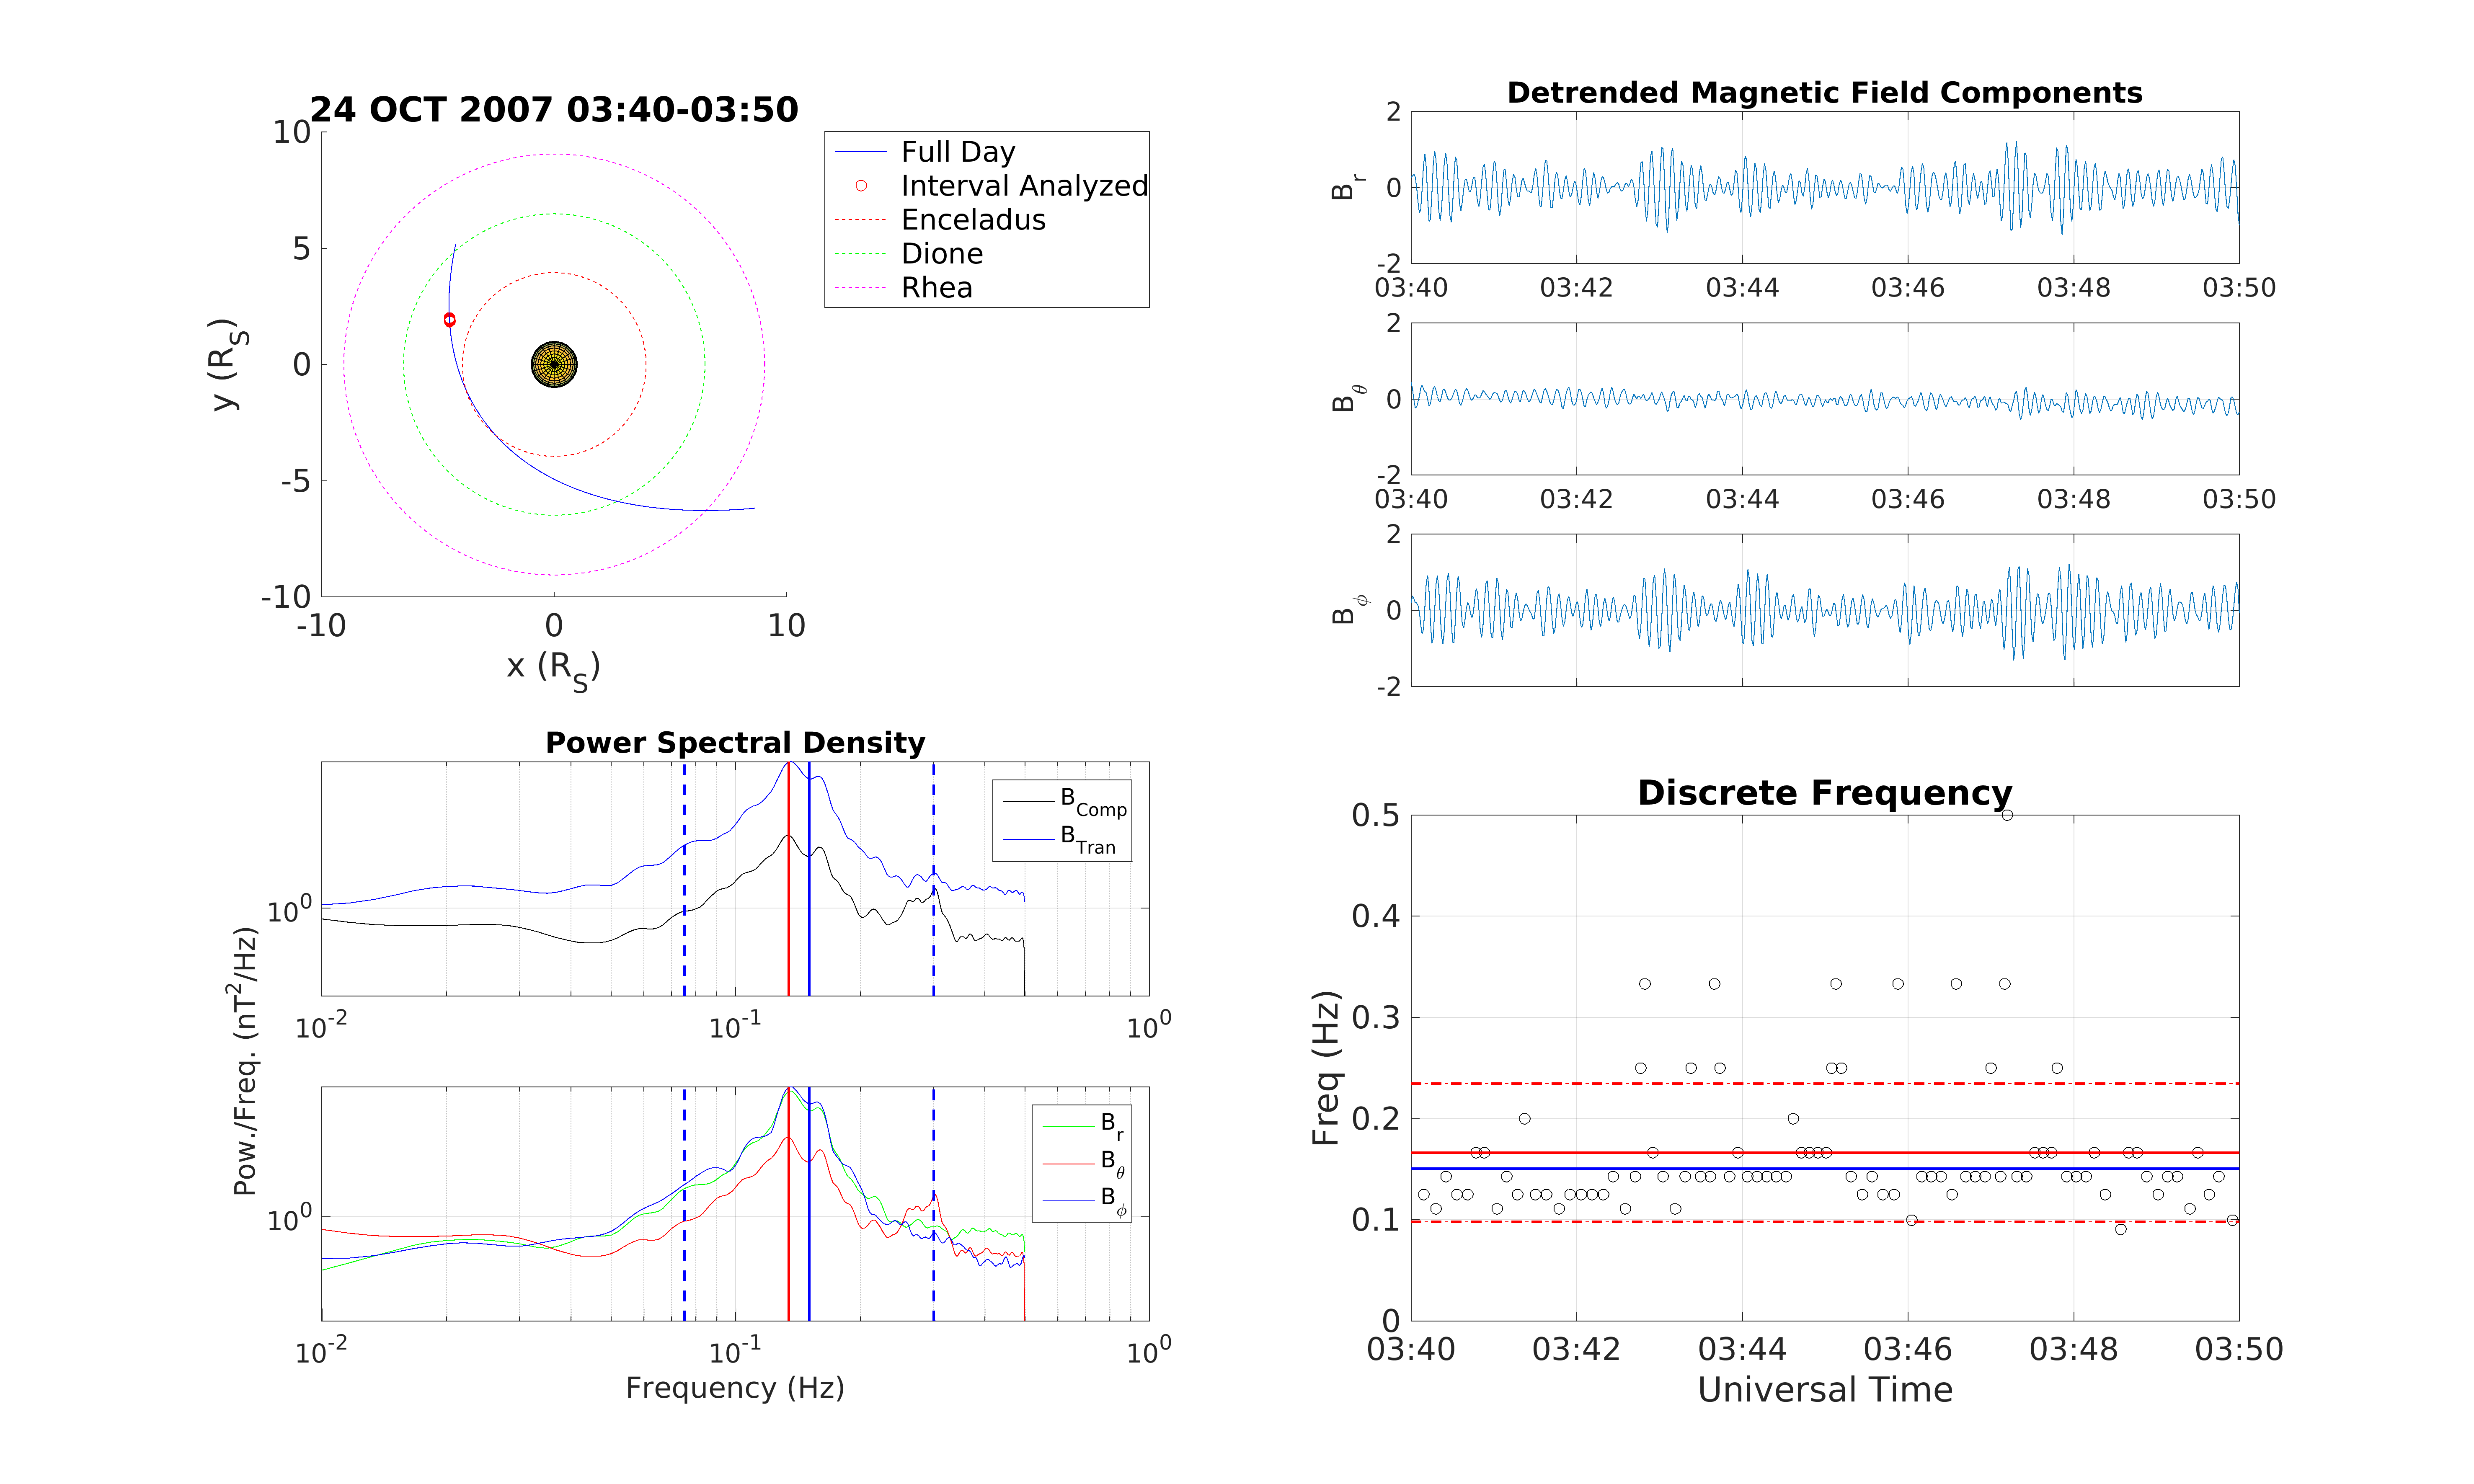 24 OCT 2007 03:40-03:50
10
5
0
-5
-10
-10 0 10
y (R_S)
x (R_S)
Full Day
Interval Analyzed
Enceladus
Dione
Rhea
Detrended Magnetic Field Components
2
0
-2
B_r
03:40 03:42 03:44 03:46 03:48 03:50
2
0
-2
B_θ
03:40 03:42 03:44 03:46 03:48 03:50
2
0
-2
B_ϕ
Power Spectral Density
B_Comp
B_Tran
10^0
10^-2 10^-1 10^0
Pow./Freq. (nT^2/Hz)
B_r
B_θ
B_ϕ
10^0
10^-2 10^-1 10^0
Frequency (Hz)
Discrete Frequency
0.5
0.4
0.3
0.2
0.1
0
Freq (Hz)
03:40 03:42 03:44 03:46 03:48 03:50
Universal Time